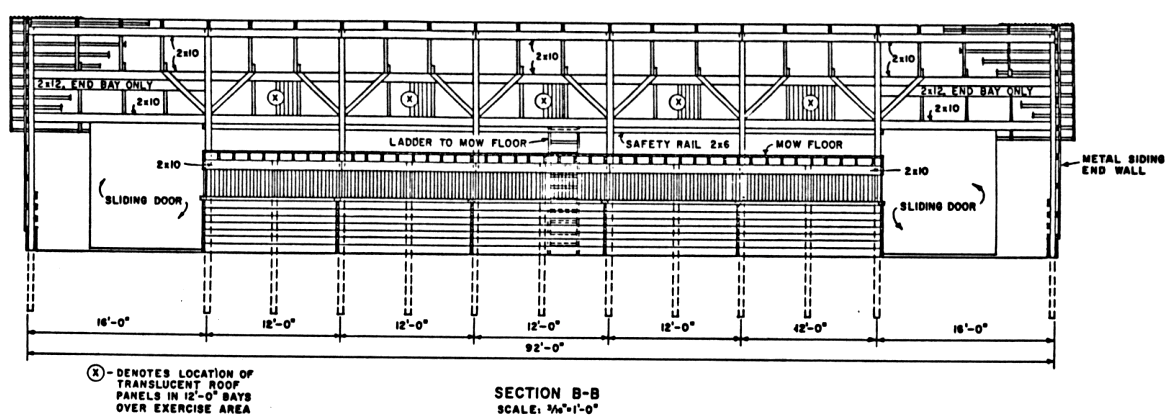 2x10
2x10
2x10
2x12, END BAY ONLY
2x12, END BAY ONLY
X
X
X
X
X
2x10
2x10
LADDER TO MOW FLOOR
SAFETY RAIL 2x6
MOW FLOOR
2x10
2x10
METAL SIDING
END WALL
SLIDING DOOR
SLIDING DOOR
16'-0"
12'-0"
12'-0"
12'-0"
12'-0"
12'-0"
16'-0"
92'-0"
X - DENOTES LOCATION OF
TRANSLUCENT ROOF
PANELS IN 12'-0" BAYS
OVER EXERCISE AREA
SECTION B-B
SCALE: 3/16"=1'-0"